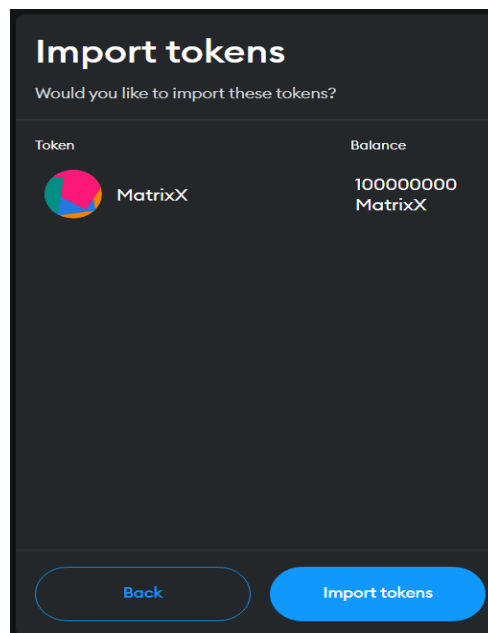 Import tokens
Would you like to import these tokens?
Token Balance
MatrixX 100000000
MatrixX
Back Import tokens